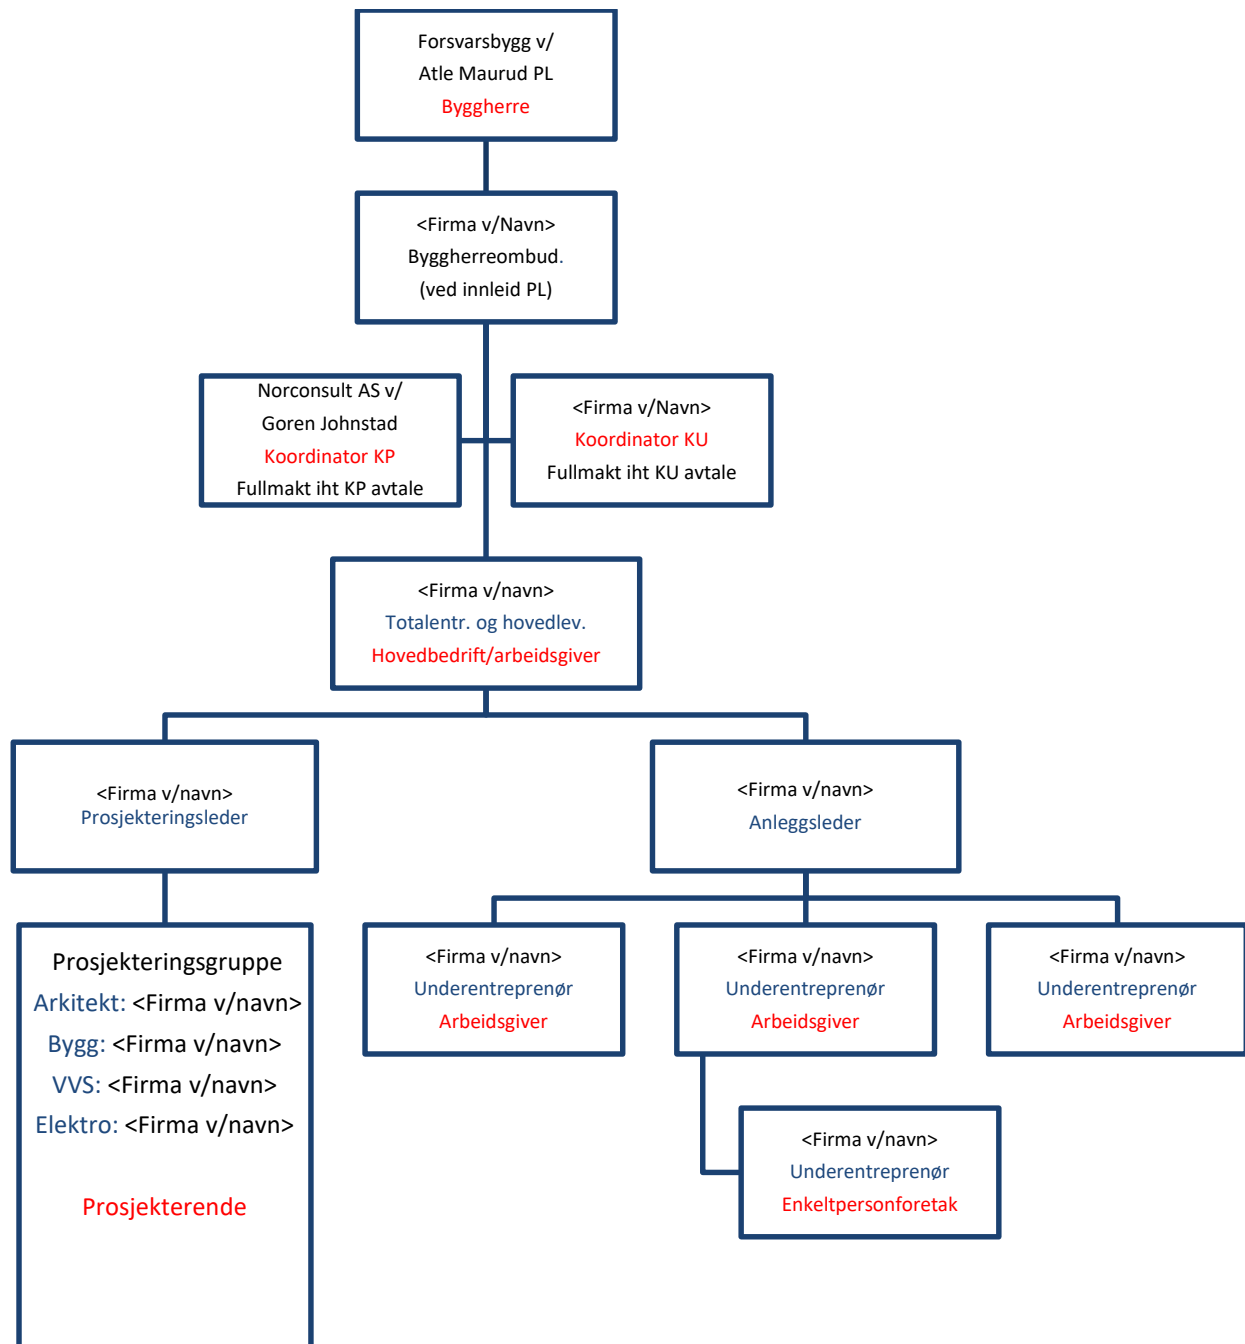 Forsvarsbygg v/
Atle Maurud PL
Byggherre
<Firma v/Navn>
Byggherreombud.
(ved innleid PL)
Norconsult AS v/
Goren Johnstad
Koordinator KP
Fullmakt iht KP avtale
<Firma v/Navn>
Koordinator KU
Fullmakt iht KU avtale
<Firma v/navn>
Totalentr. og hovedlev.
Hovedbedrift/arbeidsgiver
<Firma v/navn>
Prosjekteringsleder
<Firma v/navn>
Anleggsleder
Prosjekteringsgruppe
Arkitekt: <Firma v/navn>
Bygg: <Firma v/navn>
VVS: <Firma v/navn>
Elektro: <Firma v/navn>
Prosjekterende
<Firma v/navn>
Underentreprenør
Arbeidsgiver
<Firma v/navn>
Underentreprenør
Arbeidsgiver
<Firma v/navn>
Underentreprenør
Arbeidsgiver
<Firma v/navn>
Underentreprenør
Enkeltpersonforetak